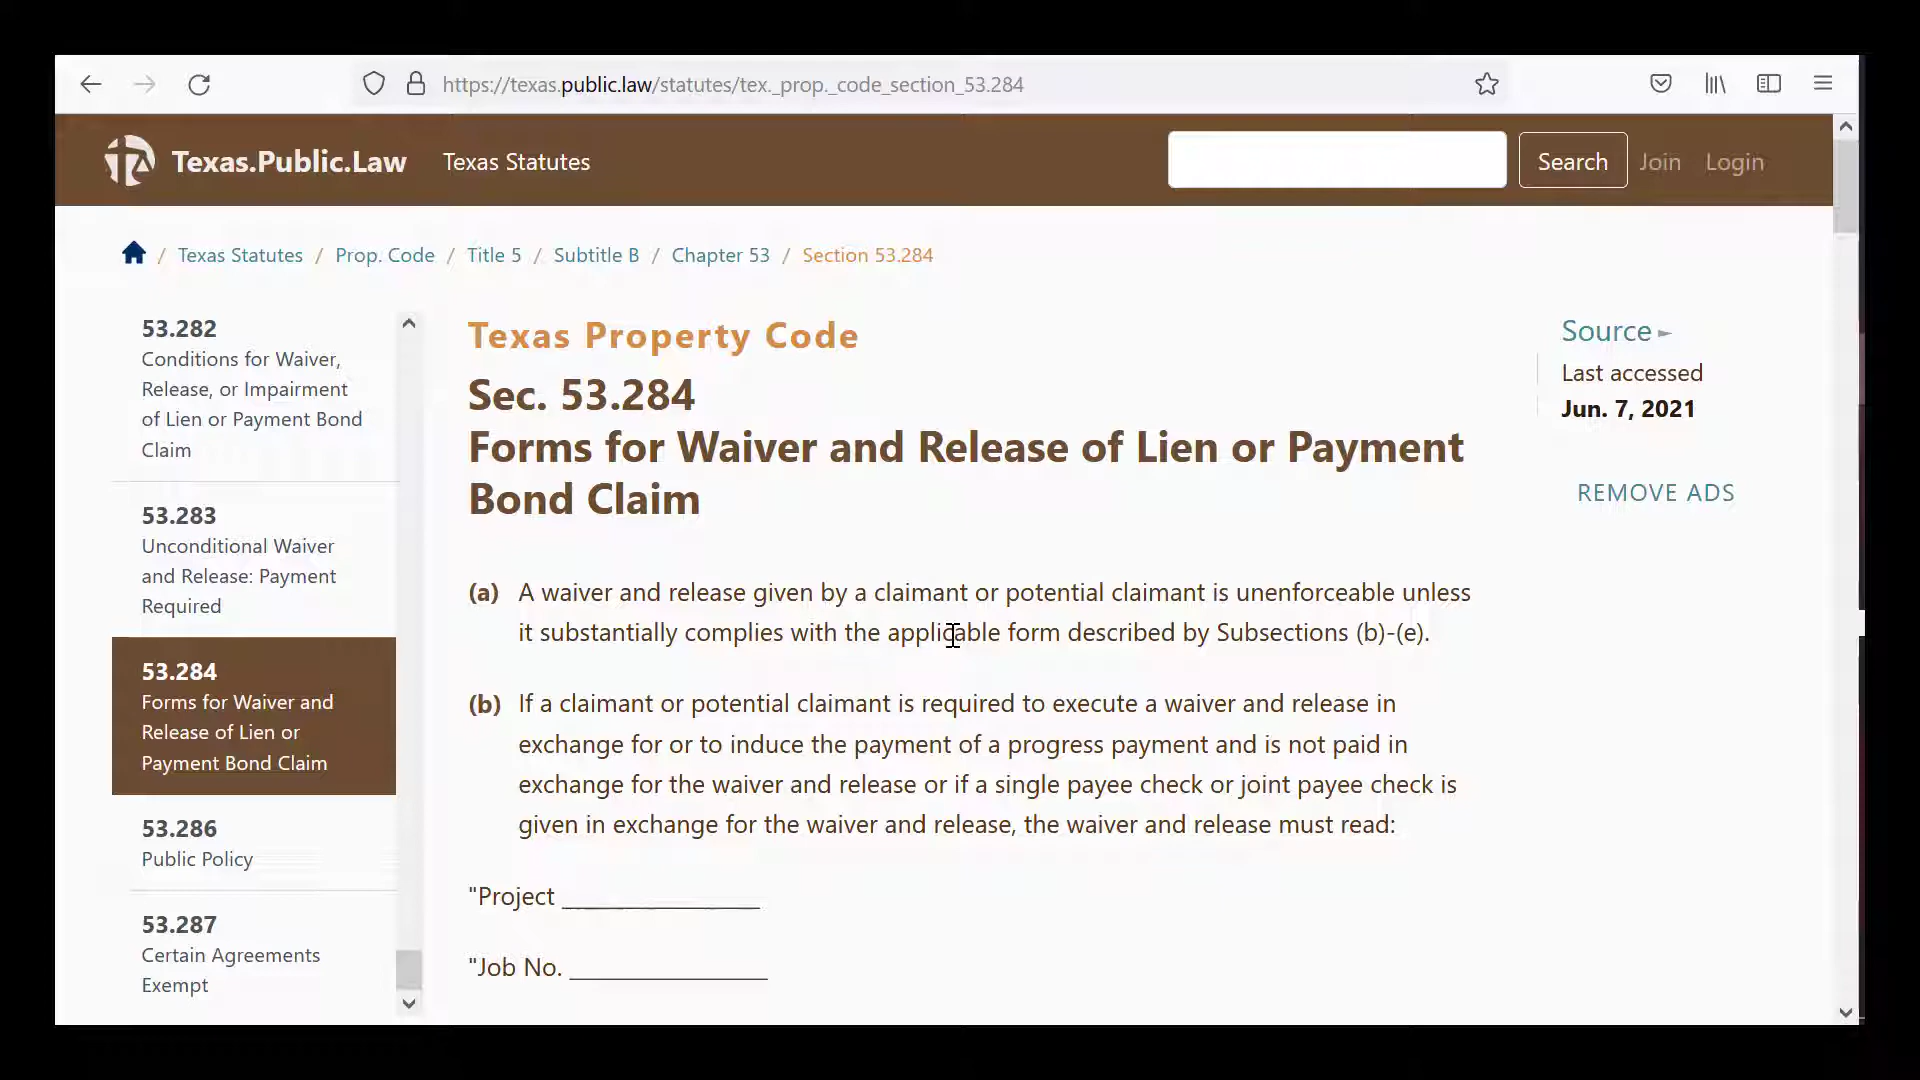 https://texas.public.law/statutes/tex._prop._code_section_53.284
Texas.Public.Law
Texas Statutes
Search
Join
Login
/ Texas Statutes / Prop. Code / Title 5 / Subtitle B / Chapter 53 / Section 53.284
53.282
Conditions for Waiver,
Release, or Impairment
of Lien or Payment Bond
Claim
53.283
Unconditional Waiver
and Release: Payment
Required
53.284
Forms for Waiver and
Release of Lien or
Payment Bond Claim
53.286
Public Policy
53.287
Certain Agreements
Exempt
Texas Property Code
Sec. 53.284
Forms for Waiver and Release of Lien or Payment
Bond Claim
(a) A waiver and release given by a claimant or potential claimant is unenforceable unless
it substantially complies with the applicable form described by Subsections (b)-(e).
(b) If a claimant or potential claimant is required to execute a waiver and release in
exchange for or to induce the payment of a progress payment and is not paid in
exchange for the waiver and release or if a single payee check or joint payee check is
given in exchange for the waiver and release, the waiver and release must read:
"Project _______________
"Job No. _______________
Source
Last accessed
Jun. 7, 2021
REMOVE ADS